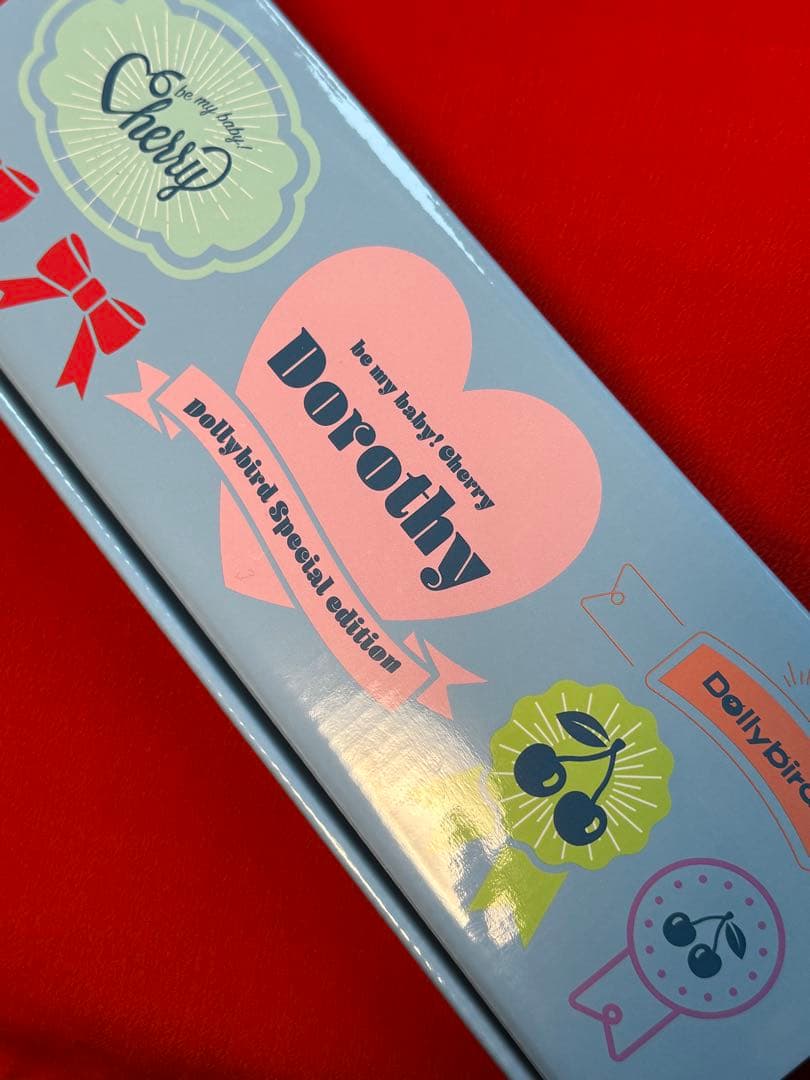 be my baby!
Cherry
be my baby! Cherry
Dorothy
Dollybird Special edition
Dollybird